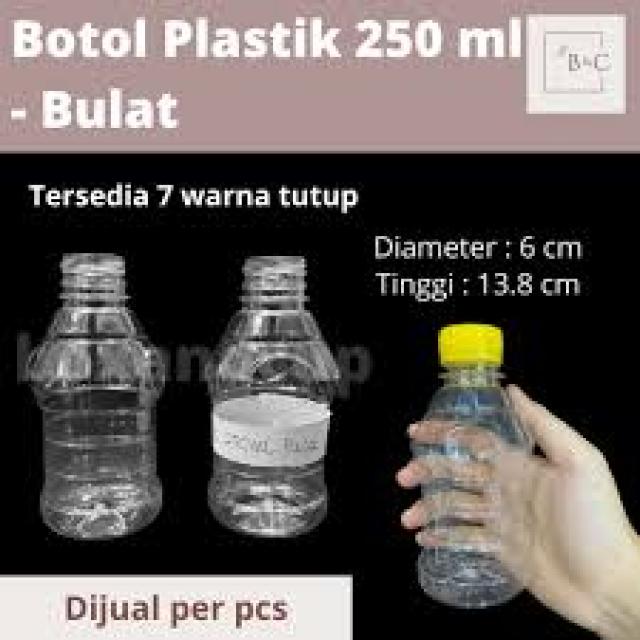 Botol Plastik 250 ml
- Bulat
B&C
Tersedia 7 warna tutup
Diameter : 6 cm
Tinggi : 13.8 cm
Dijual per pcs